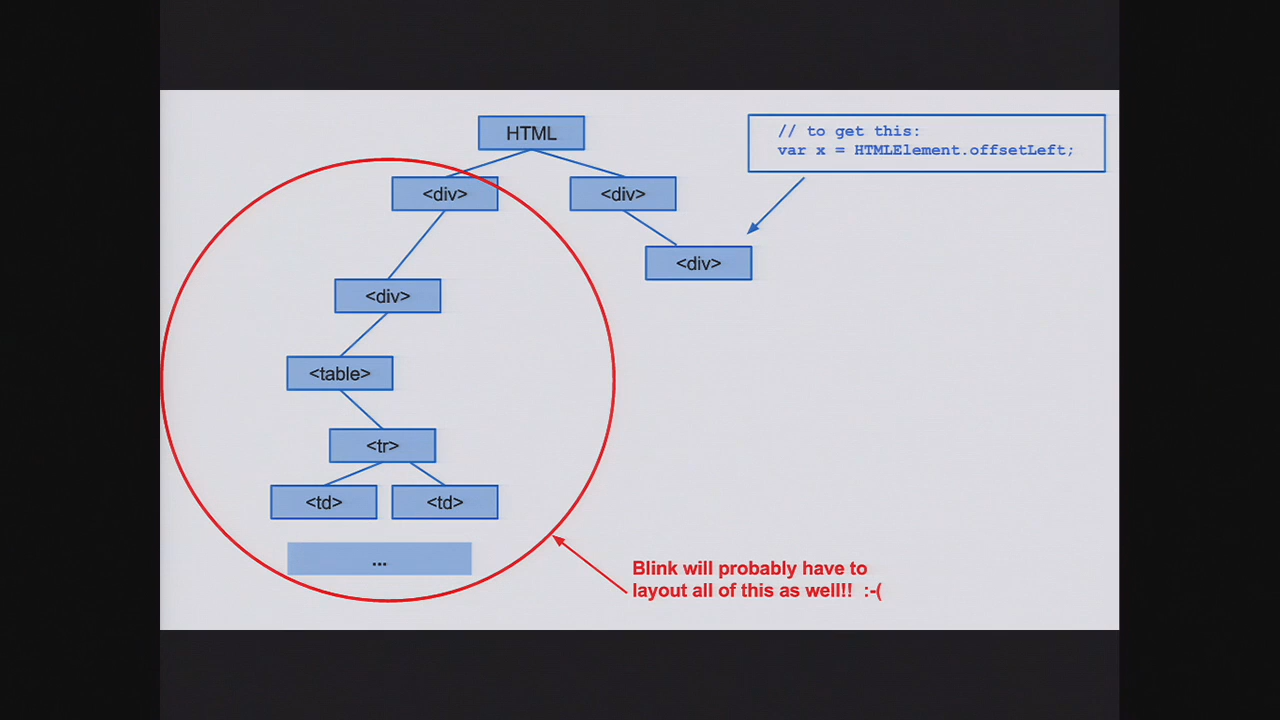 HTML
// to get this:
var x = HTMLElement.offsetLeft;
<div>
<div>
<div>
<div>
<table>
<tr>
<td>
<td>
...
Blink will probably have to
layout all of this as well!! :-(